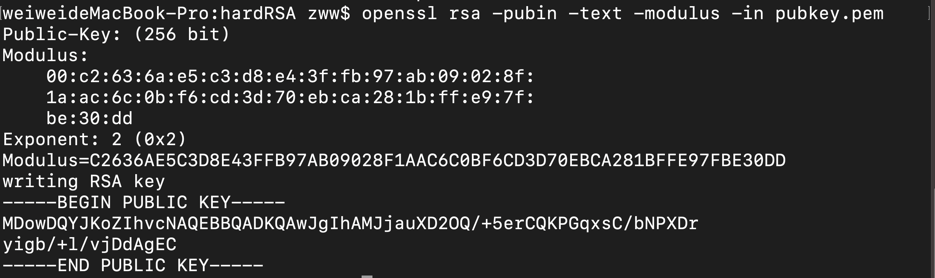 weiweideMacBook-Pro:hardRSA zww$ openssl rsa -pubin -text -modulus -in pubkey.pem
Public-Key: (256 bit)
Modulus:
    00:c2:63:6a:e5:c3:d8:e4:3f:fb:97:ab:09:02:8f:
    1a:ac:6c:0b:f6:cd:3d:70:eb:ca:28:1b:ff:e9:7f:
    be:30:dd
Exponent: 2 (0x2)
Modulus=C2636AE5C3D8E43FFB97AB09028F1AAC6C0BF6CD3D70EBCA281BFFE97FBE30DD
writing RSA key
-----BEGIN PUBLIC KEY-----
MDowDQYJKoZIhvcNAQEBBQADKQAwJgIhAMJjauXD2OQ/+5erCQKPGqxsC/bNPXDr
yigb/+l/vjDdAgEC
-----END PUBLIC KEY-----